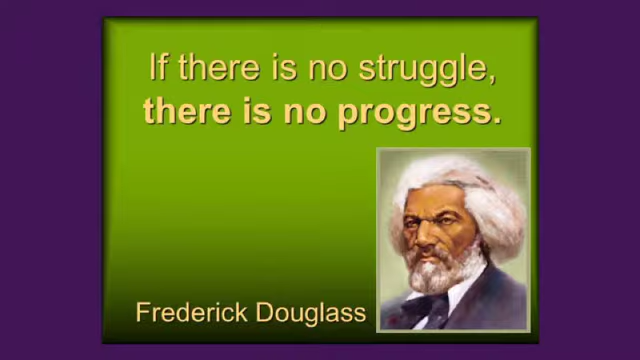 If there is no struggle,
there is no progress.
Frederick Douglass